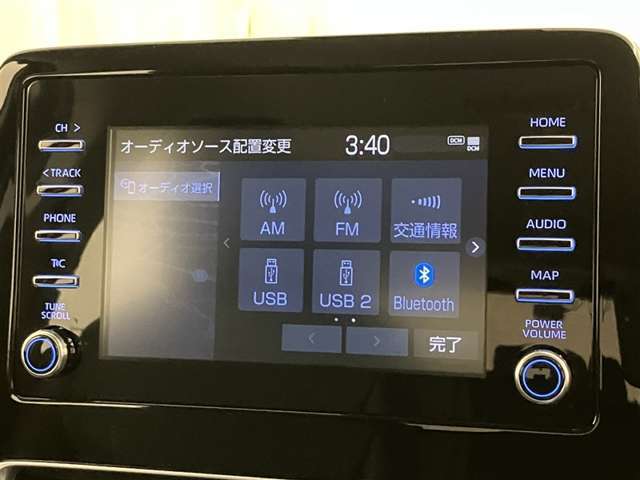 CH >
< TRACK
PHONE
T/C
TUNE
SCROLL
オーディオソース配置変更
3:40
DCM
DCM
オーディオ選択
AM
FM
交通情報
USB
USB 2
Bluetooth
完了
HOME
MENU
AUDIO
MAP
POWER
VOLUME